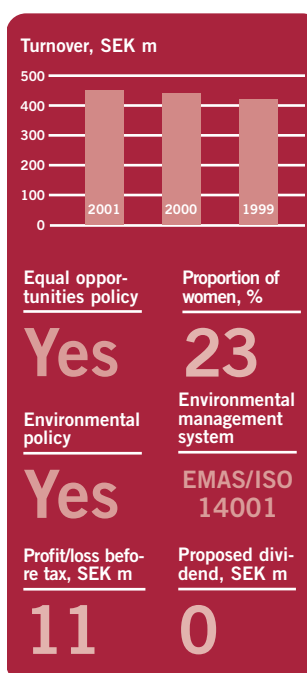 Turnover, SEK m
500
400
300
200
100
0
2001 2000 1999
Equal oppor-
tunities policy
Yes
Proportion of
women, %
23
Environmental
policy
Yes
Environmental
management
system
EMAS/ISO
14001
Profit/loss befo-
re tax, SEK m
11
Proposed divi-
dend, SEK m
0